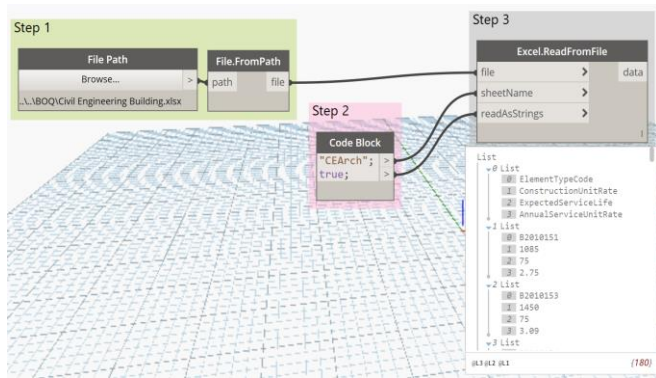 Step 1
File Path
Browse...
>
..\..\BOQ\Civil Engineering Building.xlsx
File.FromPath
path
file
Step 2
Code Block
"CEArch";
>
true;
>
Step 3
Excel.ReadFromFile
file
>
data
sheetName
>
readAsStrings
>
l
List
0 List
0 ElementTypeCode
1 ConstructionUnitRate
2 ExpectedServiceLife
3 AnnualServiceUnitRate
1 List
0 B2010151
1 1085
2 75
3 2.75
2 List
0 B2010153
1 1450
2 75
3 3.09
3 List
@L3 @L2 @L1
{180}